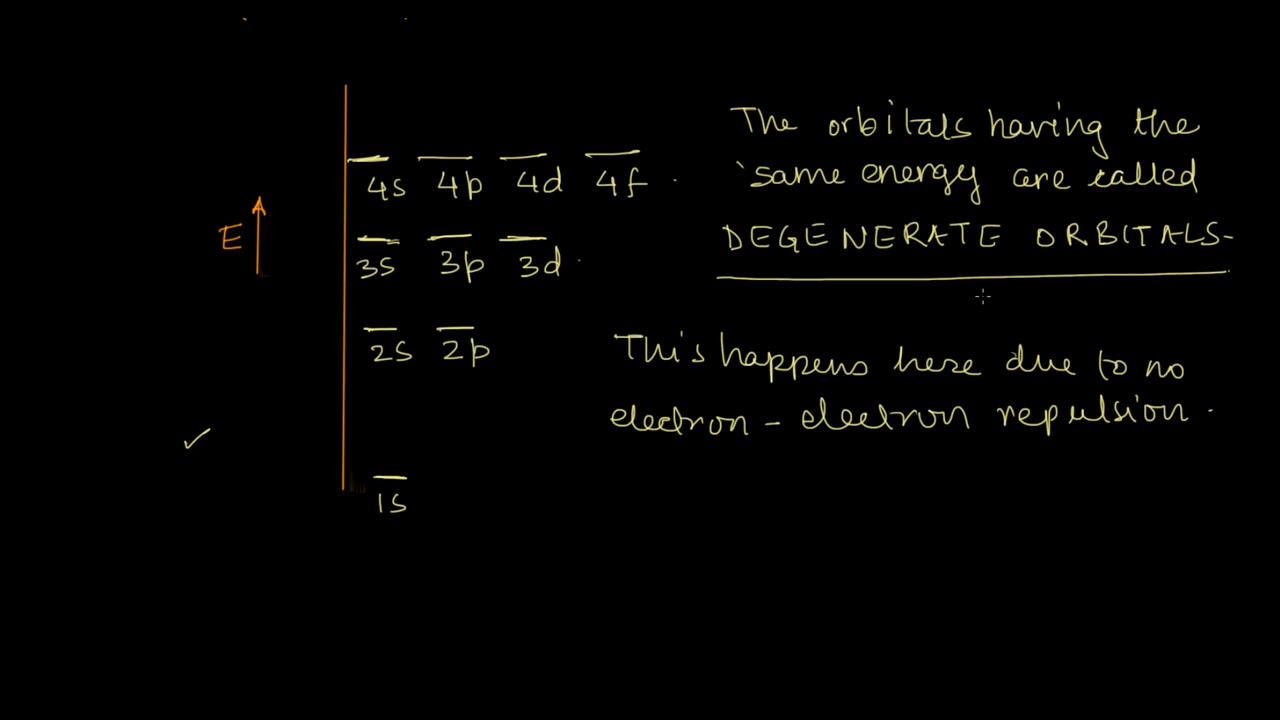 The orbitals having the
4s 4p 4d 4f .
same energy are called
E
DEGENERATE ORBITALS-
3s 3p 3d .
2s 2p
This happens here due to no
electron - electron repulsion.
1s